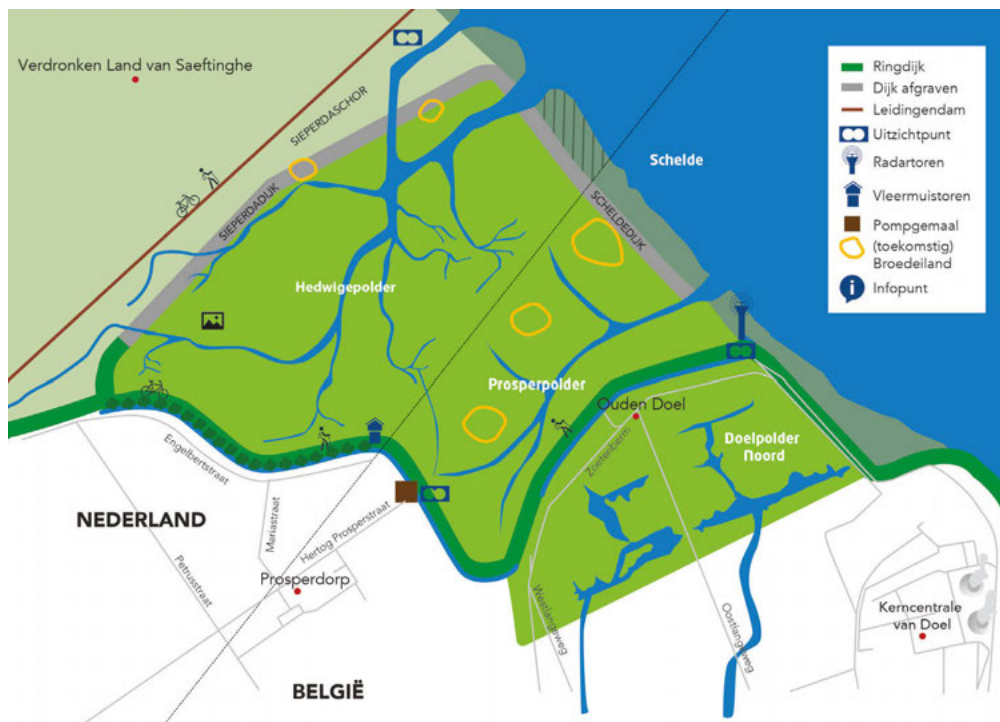 Verdronken Land van Saeftinghe
SIEPERDASCHOR
SIEPERDADIJK
Schelde
SCHELDEDIJK
Hedwigepolder
Prosperpolder
Ouden Doel
Zoetenberm
Doelpolder
Noord
Engelbertstraat
NEDERLAND
Mariastraat
Hertog Prosperstraat
Petrusstraat
Prosperdorp
Westlangeweg
Oostlangeweg
Kerncentrale
van Doel
BELGIË
Ringdijk
Dijk afgraven
Leidingendam
Uitzichtpunt
Radartoren
Vleermuistoren
Pompgemaal
(toekomstig)
Broedeiland
i Infopunt